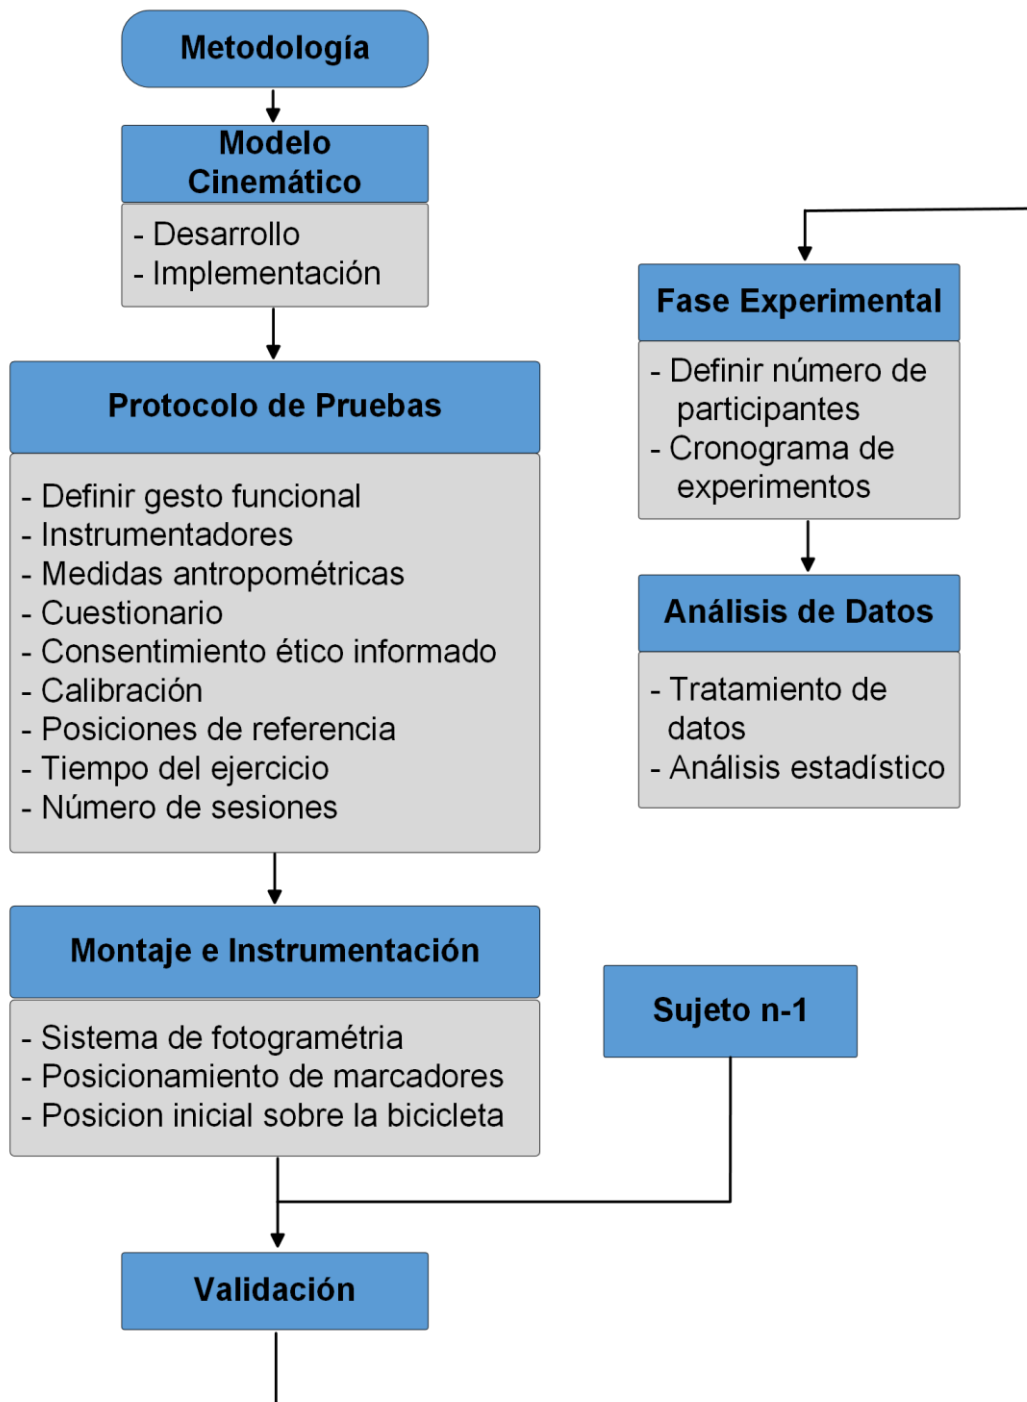 Metodología
Modelo
Cinemático
- Desarrollo
- Implementación
Protocolo de Pruebas
- Definir gesto funcional
- Instrumentadores
- Medidas antropométricas
- Cuestionario
- Consentimiento ético informado
- Calibración
- Posiciones de referencia
- Tiempo del ejercicio
- Número de sesiones
Montaje e Instrumentación
- Sistema de fotogramétria
- Posicionamiento de marcadores
- Posicion inicial sobre la bicicleta
Sujeto n-1
Validación
Fase Experimental
- Definir número de
participantes
- Cronograma de
experimentos
Análisis de Datos
- Tratamiento de
datos
- Análisis estadístico